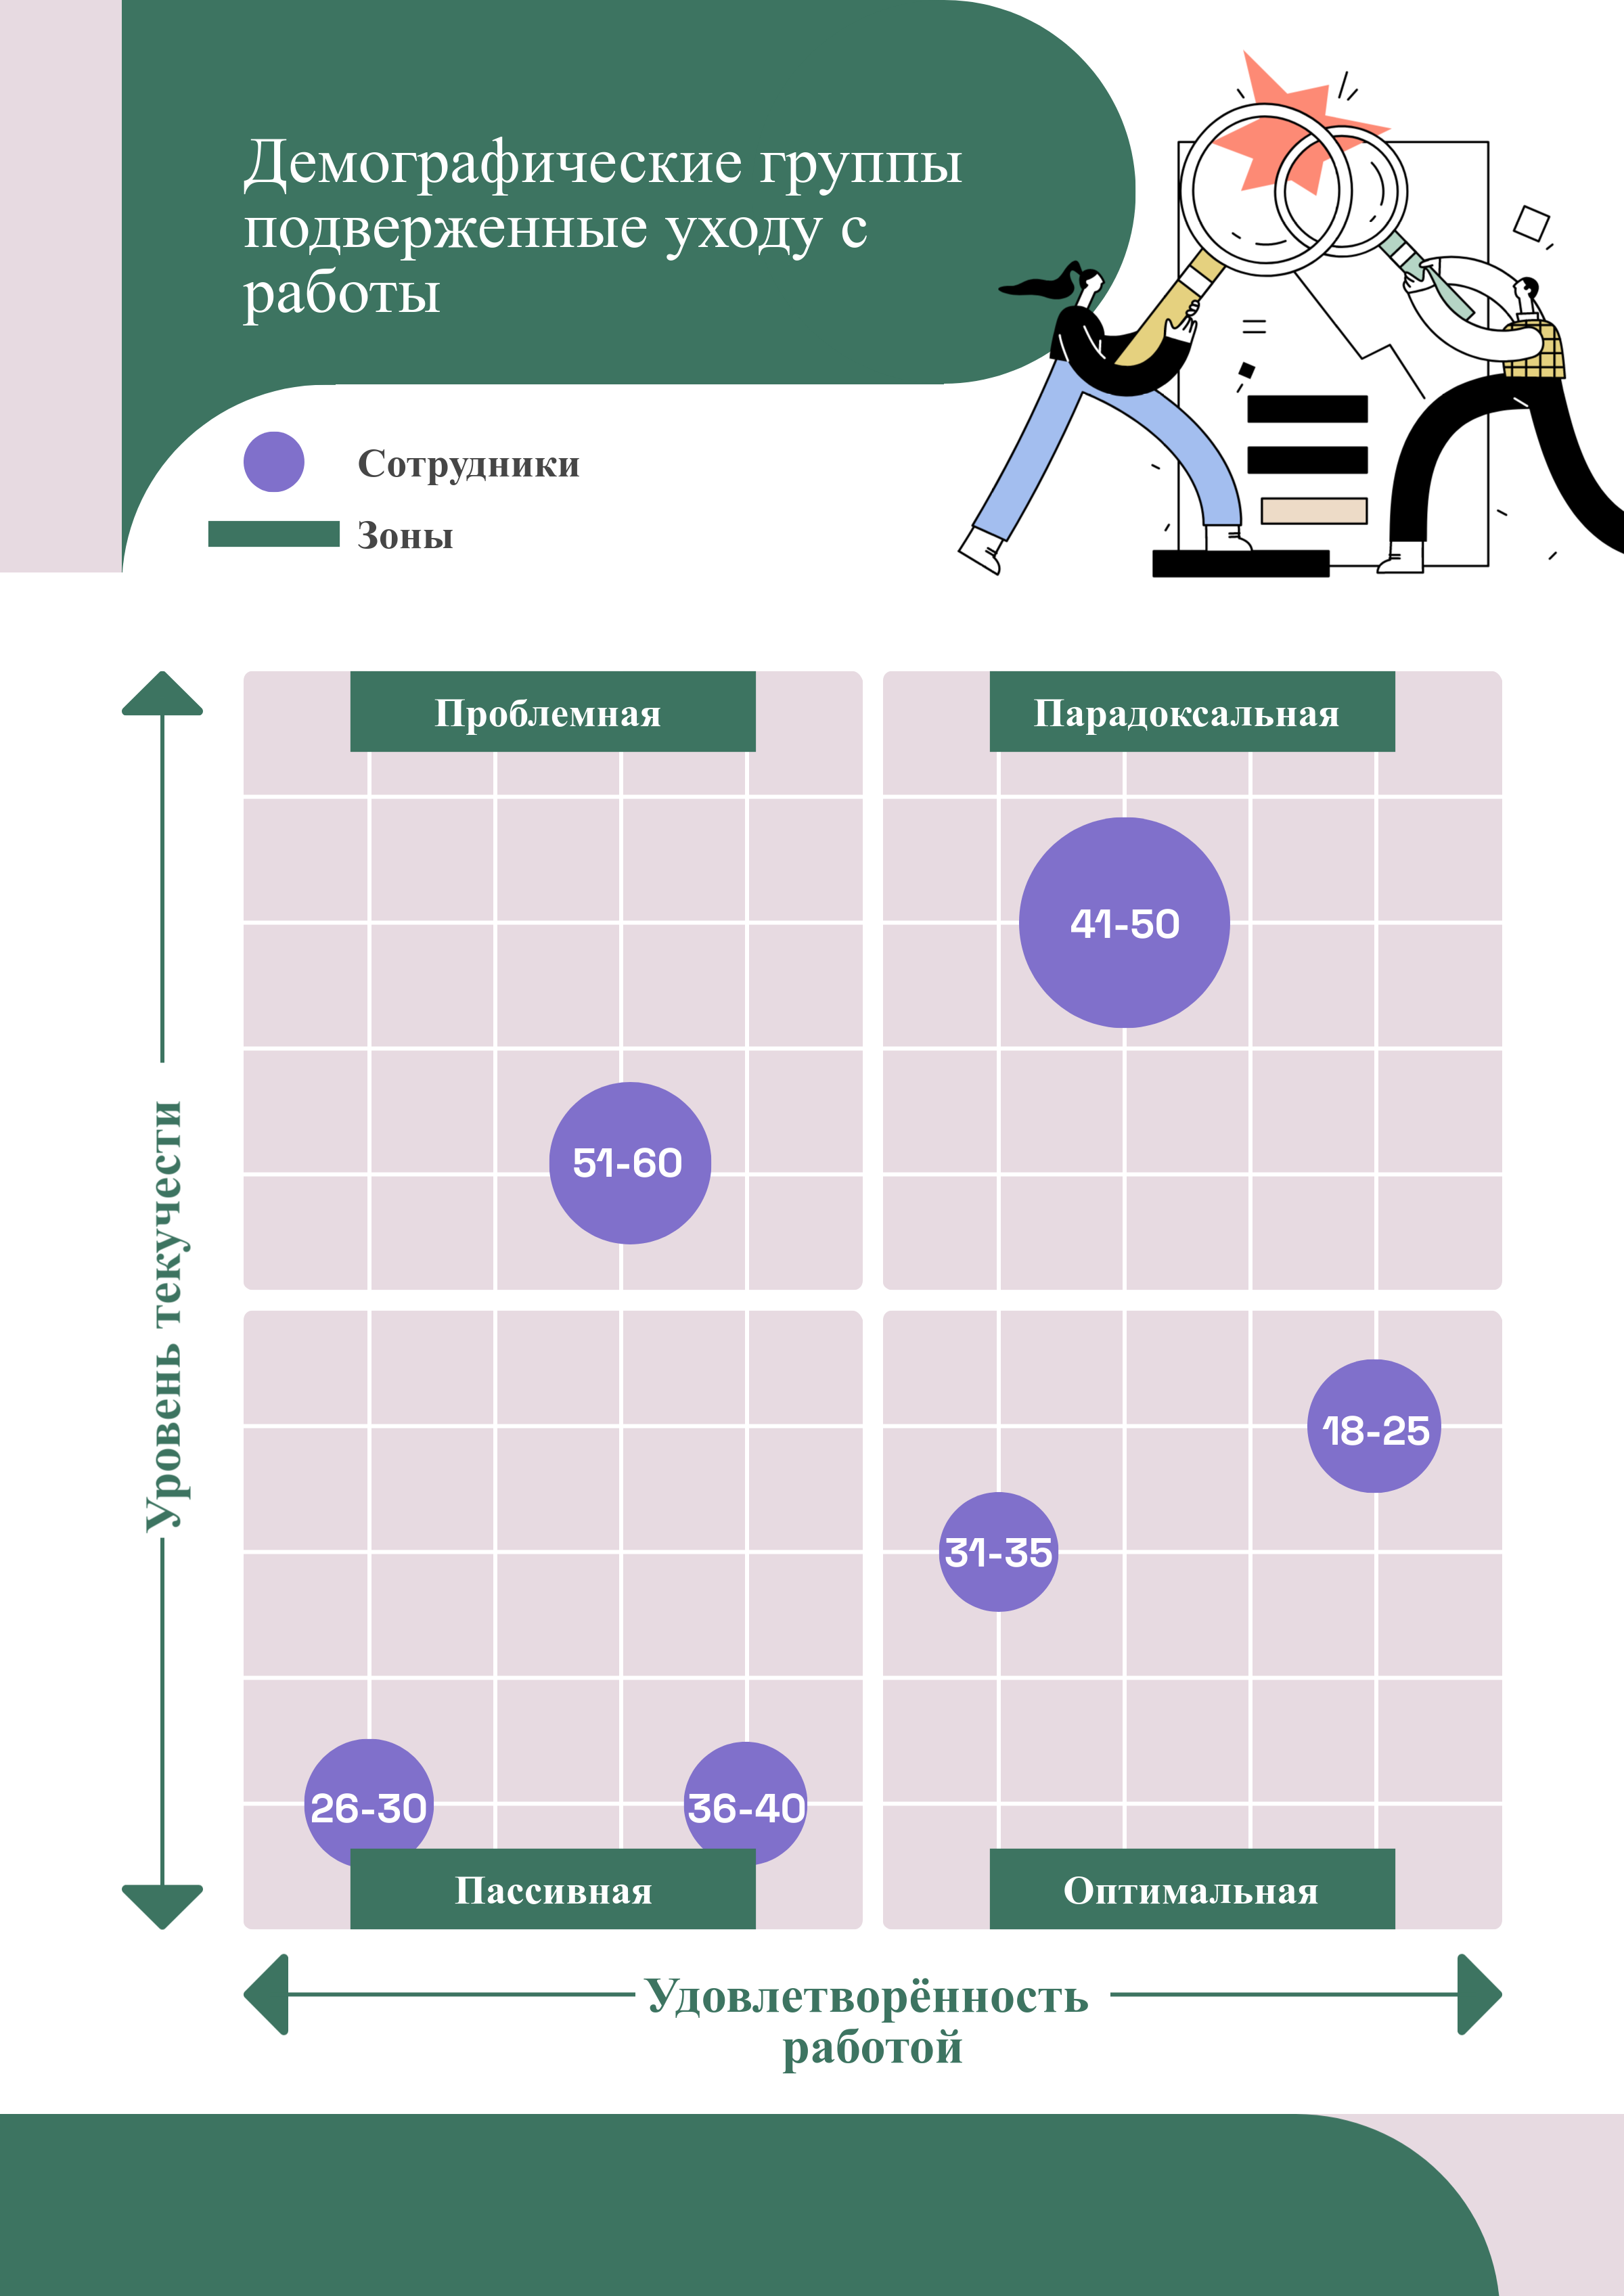 Демографические группы
подверженные уходу с
работы
Сотрудники
Зоны
Проблемная
Парадоксальная
41-50
51-60
Уровень текучести
18-25
31-35
26-30
36-40
Пассивная
Оптимальная
Удовлетворённость
работой